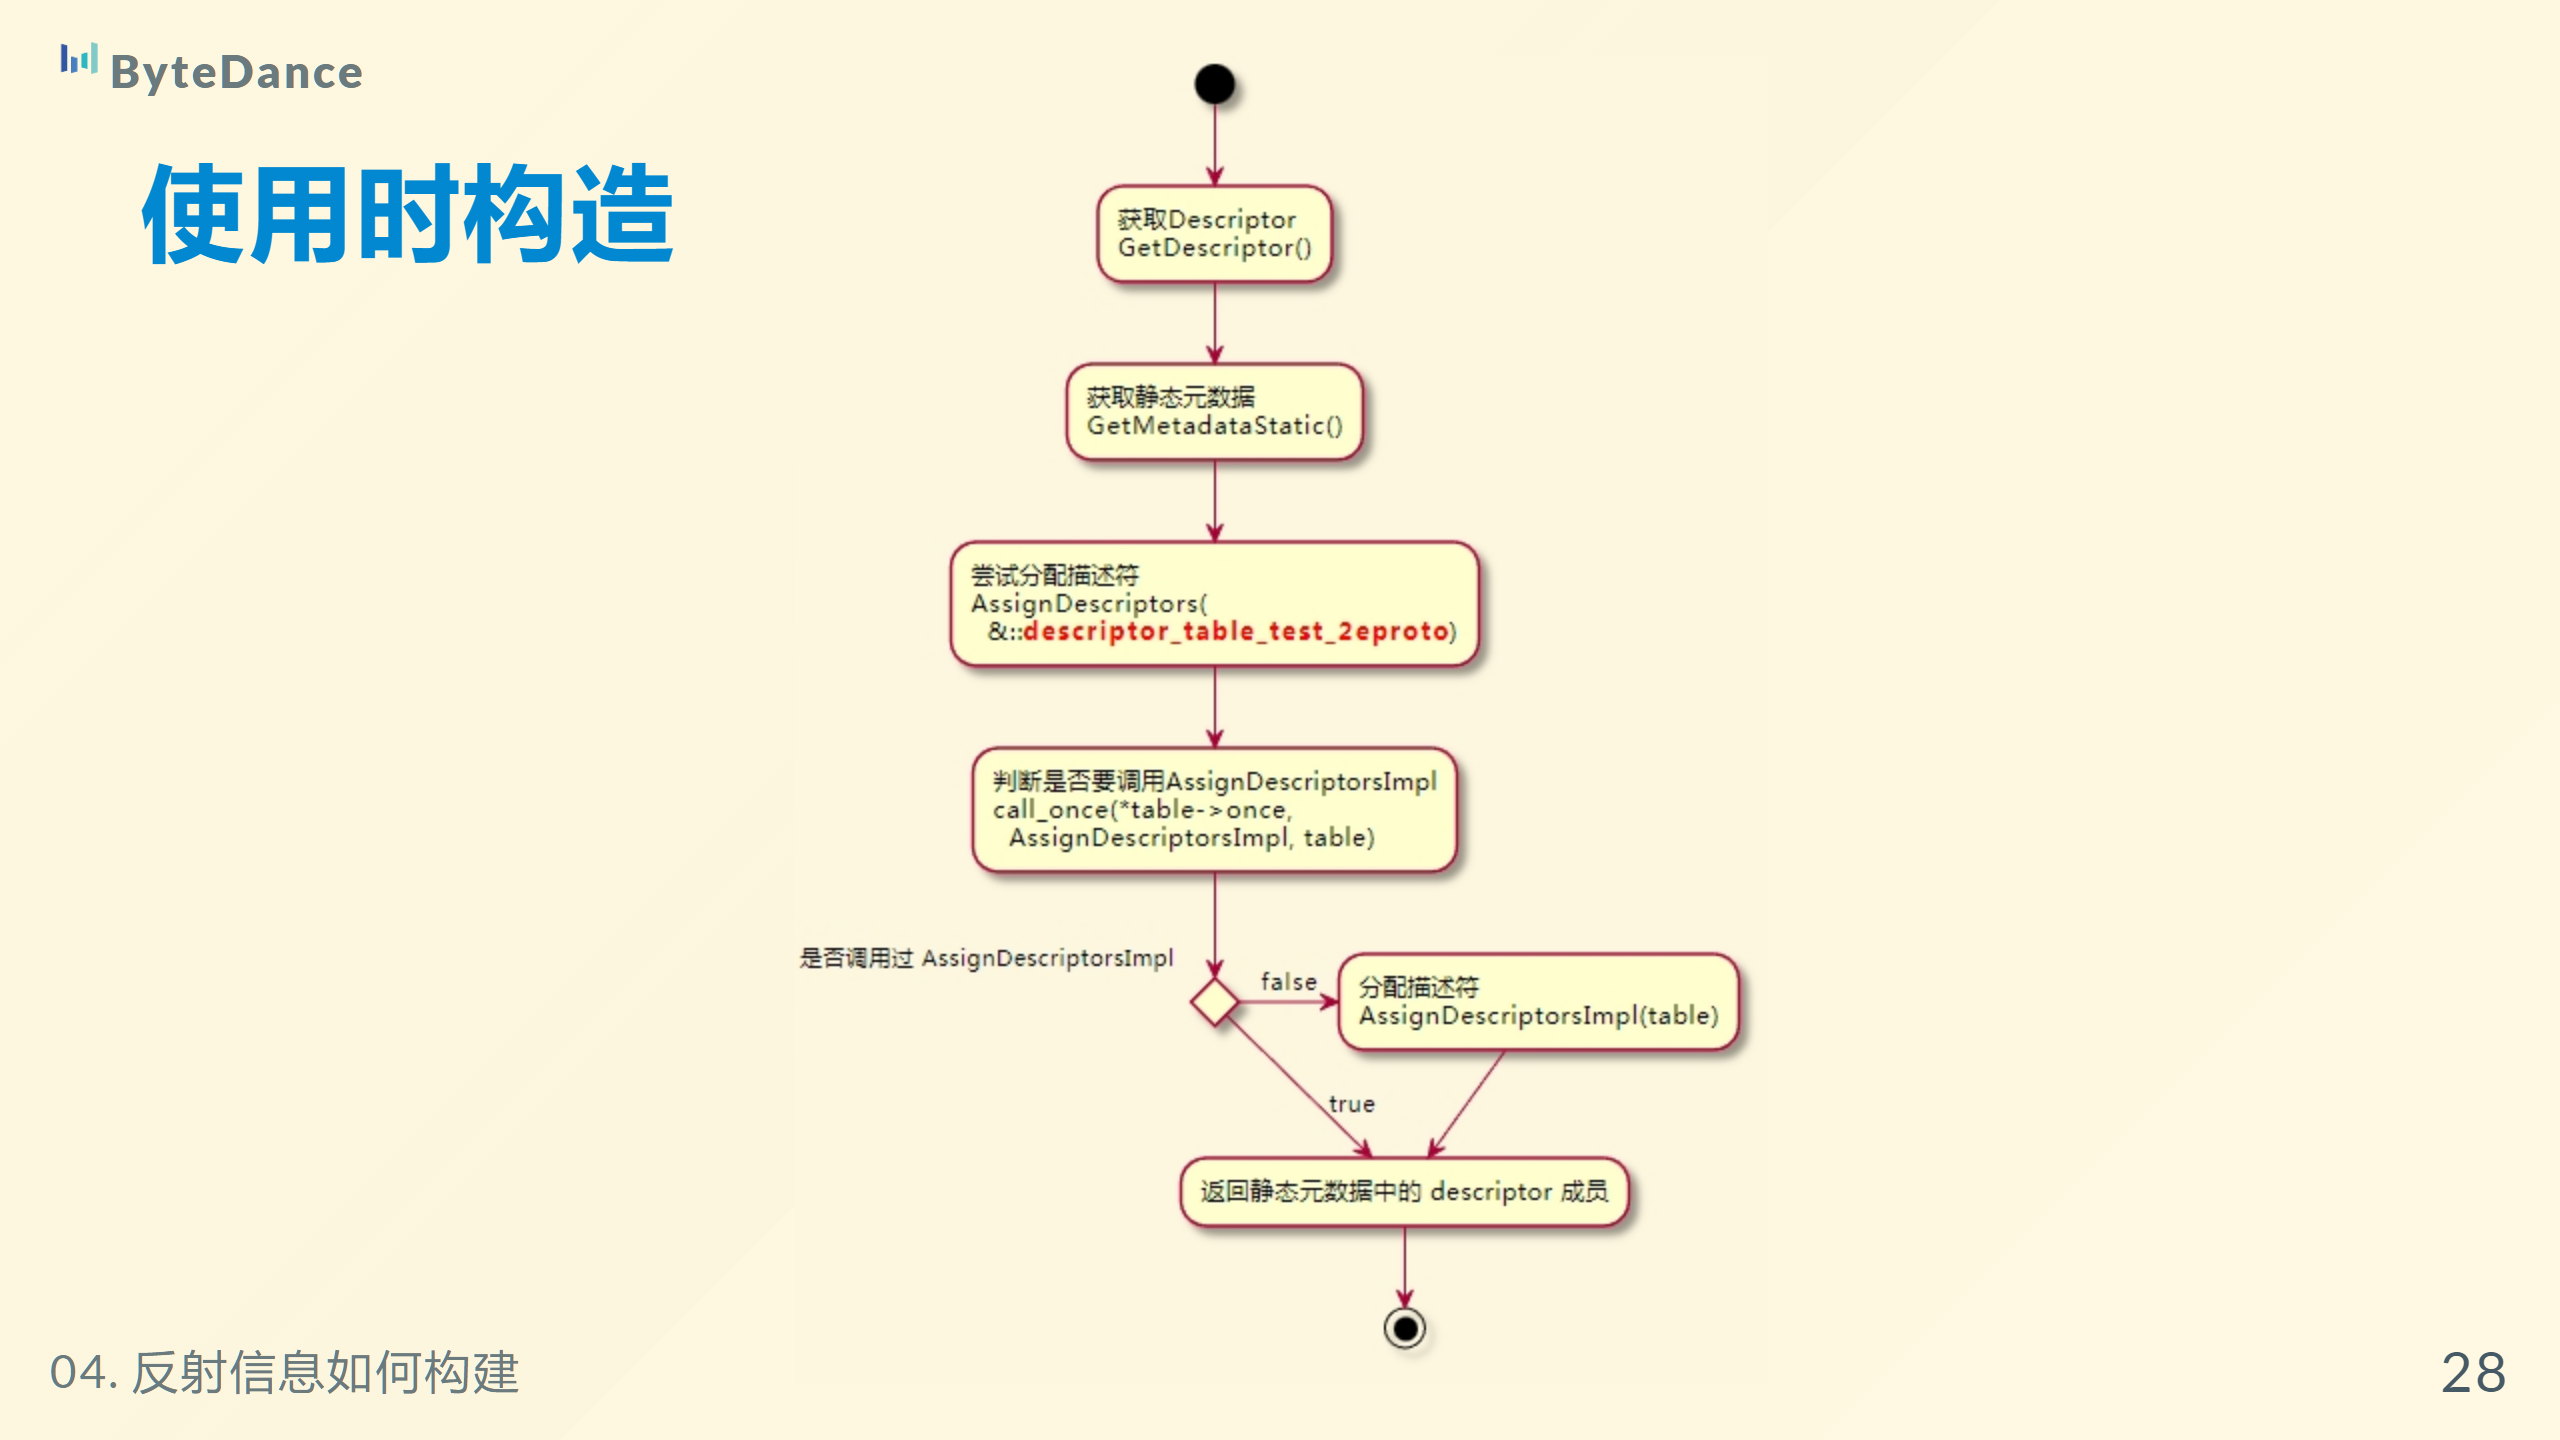 ByteDance
使用时构造
获取Descriptor
GetDescriptor()
获取静态元数据
GetMetadataStatic()
尝试分配描述符
AssignDescriptors(
&::descriptor_table_test_2eproto)
判断是否要调用AssignDescriptorsImpl
call_once(*table->once,
AssignDescriptorsImpl, table)
是否调用过 AssignDescriptorsImpl
false
分配描述符
AssignDescriptorsImpl(table)
true
返回静态元数据中的 descriptor 成员
04. 反射信息如何构建
28